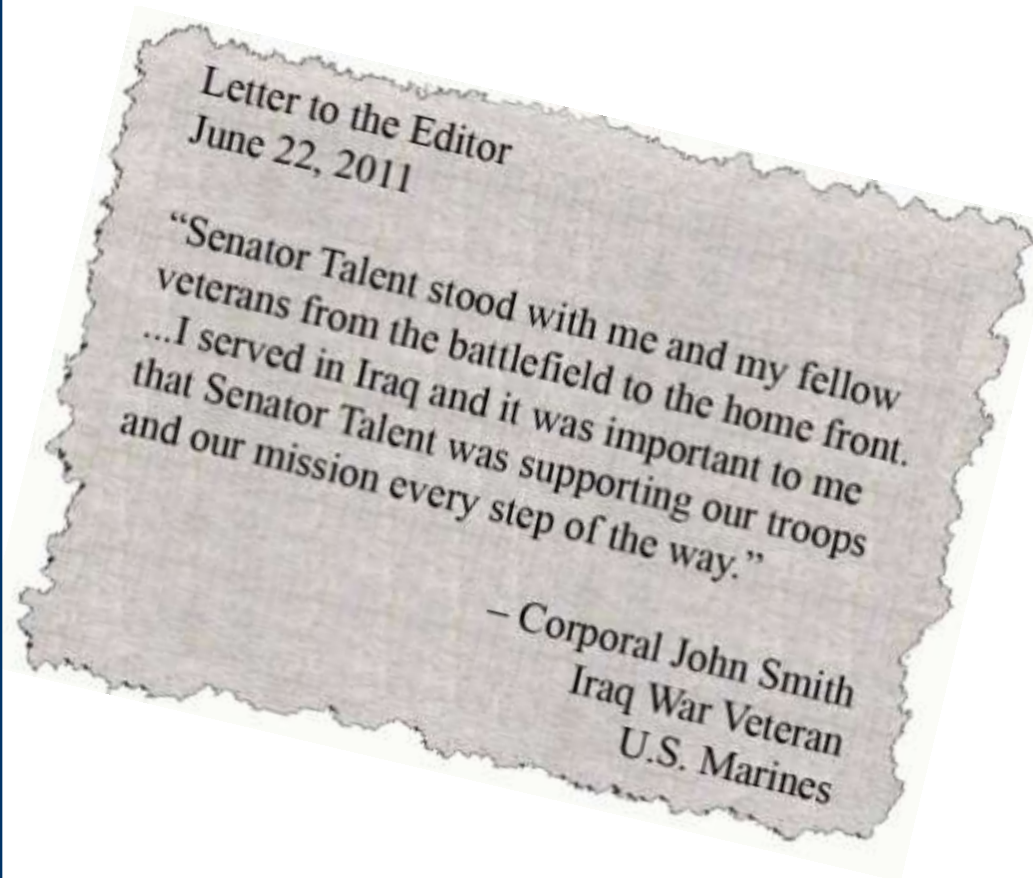 Letter to the Editor
June 22, 2011
“Senator Talent stood with me and my fellow
veterans from the battlefield to the home front.
...I served in Iraq and it was important to me
that Senator Talent was supporting our troops
and our mission every step of the way.”
– Corporal John Smith
Iraq War Veteran
U.S. Marines